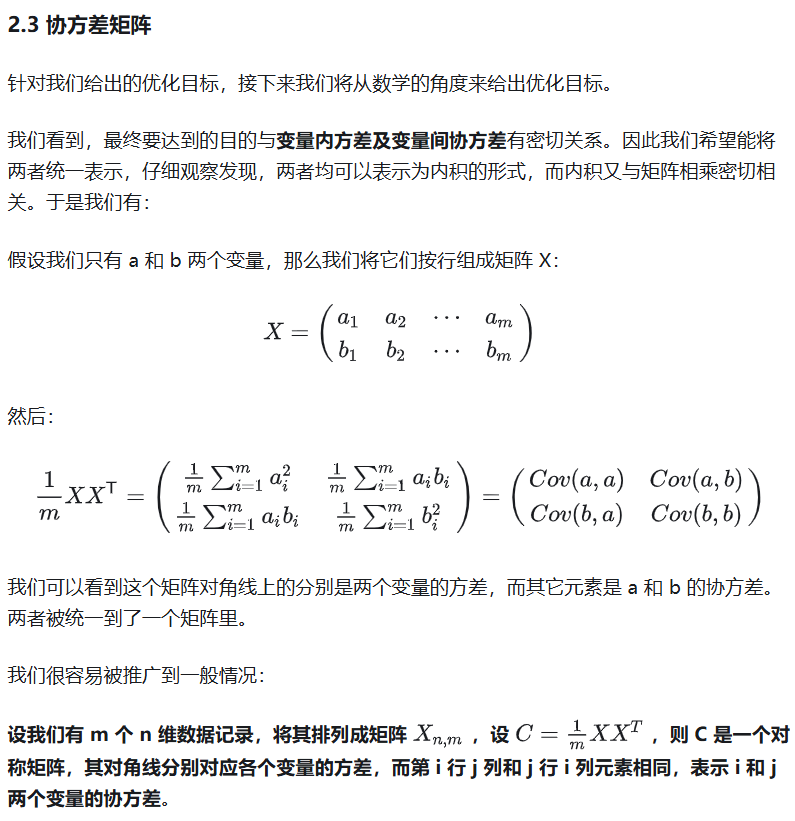 2.3 协方差矩阵
针对我们给出的优化目标，接下来我们将从数学的角度来给出优化目标。
我们看到，最终要达到的目的与变量内方差及变量间协方差有密切关系。因此我们希望能将
两者统一表示，仔细观察发现，两者均可以表示为内积的形式，而内积又与矩阵相乘密切相
关。于是我们有：
假设我们只有 a 和 b 两个变量，那么我们将它们按行组成矩阵 X：
$X = \begin{pmatrix} a_1 & a_2 & \cdots & a_m \\ b_1 & b_2 & \cdots & b_m \end{pmatrix}$
然后：
$\frac{1}{m}XX^{\mathsf{T}} = \begin{pmatrix} \frac{1}{m}\sum_{i=1}^{m}a_i^2 & \frac{1}{m}\sum_{i=1}^{m}a_ib_i \\ \frac{1}{m}\sum_{i=1}^{m}a_ib_i & \frac{1}{m}\sum_{i=1}^{m}b_i^2 \end{pmatrix} = \begin{pmatrix} Cov(a,a) & Cov(a,b) \\ Cov(b,a) & Cov(b,b) \end{pmatrix}$
我们可以看到这个矩阵对角线上的分别是两个变量的方差，而其它元素是 a 和 b 的协方差。
两者被统一到了一个矩阵里。
我们很容易被推广到一般情况：
设我们有 m 个 n 维数据记录，将其排列成矩阵 $X_{n,m}$ ，设 $C = \frac{1}{m}XX^T$ ，则 C 是一个对
称矩阵，其对角线分别对应各个变量的方差，而第 i 行 j 列和 j 行 i 列元素相同，表示 i 和 j
两个变量的协方差。